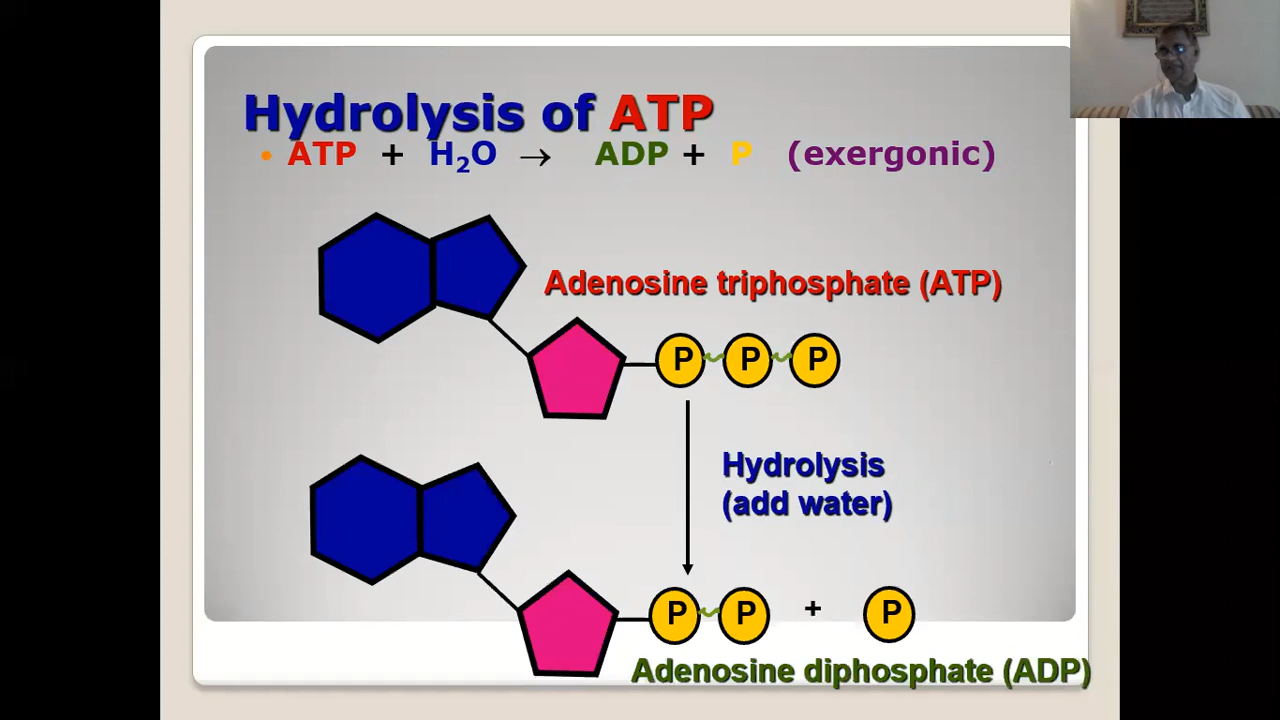 Hydrolysis of ATP
• ATP + H₂O → ADP + P (exergonic)
Adenosine triphosphate (ATP)
P P P
Hydrolysis
(add water)
P P + P
Adenosine diphosphate (ADP)